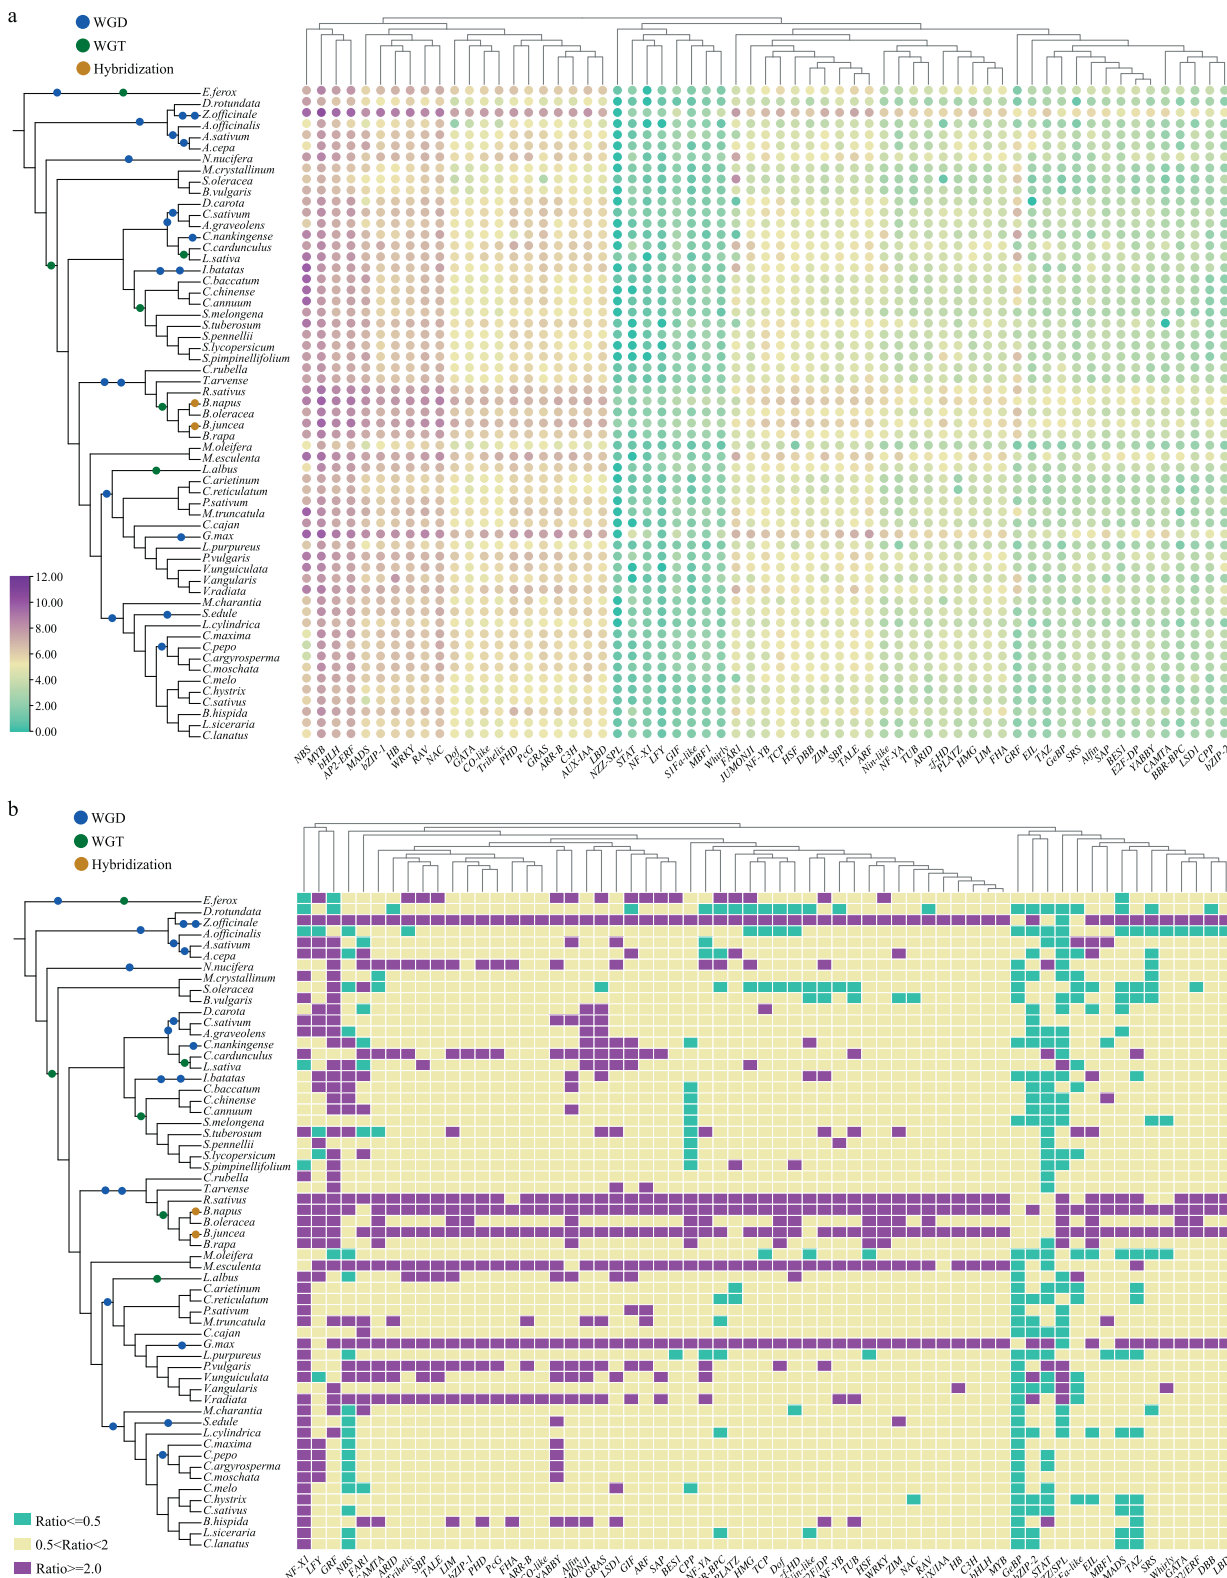 a
WGD
WGT
Hybridization
E.ferox
D.rotundata
Z.officinale
A.officinalis
A.sativum
A.cepa
N.nucifera
M.crystallinum
S.oleracea
B.vulgaris
D.carota
C.sativum
A.graveolens
C.nankingense
C.cardunculus
L.sativa
I.batatas
C.baccatum
C.chinense
C.annuum
S.melongena
S.tuberosum
S.pennellii
S.lycopersicum
S.pimpinellifolium
C.rubella
T.arvense
R.sativus
B.napus
B.oleracea
B.juncea
B.rapa
M.oleifera
M.esculenta
L.albus
C.arietinum
C.reticulatum
P.sativum
M.truncatula
C.cajan
G.max
L.purpureus
P.vulgaris
V.unguiculata
V.angularis
V.radiata
M.charantia
S.edule
L.cylindrica
C.maxima
C.pepo
C.argyrosperma
C.moschata
C.melo
C.hystrix
C.sativus
B.hispida
L.siceraria
C.lanatus
12.00
10.00
8.00
6.00
4.00
2.00
0.00
NBS MYB bHLH AP2-ERF MADS bZIP-1 HB WRKY RAV NAC Dof GATA CO-like Trihelix PHD PcG GRAS ARR-B C3H AUX-IAA LBD NZZ-SPL STAT NF-X1 LFY GIF S1Fa-like MBF1 Whirly FAR1 JUMONJI NF-YB TCP HSF DBB ZIM SBP TALE ARF Nin-like NF-YA TUB ARID zf-HD PLATZ HMG LIM FHA GRF EIL TAZ GeBP SRS Alfin SAP BES1 E2F-DP YABBY CAMTA BBR-BPC LSD1 CPP bZIP-2
b
WGD
WGT
Hybridization
E.ferox
D.rotundata
Z.officinale
A.officinalis
A.sativum
A.cepa
N.nucifera
M.crystallinum
S.oleracea
B.vulgaris
D.carota
C.sativum
A.graveolens
C.nankingense
C.cardunculus
L.sativa
I.batatas
C.baccatum
C.chinense
C.annuum
S.melongena
S.tuberosum
S.pennellii
S.lycopersicum
S.pimpinellifolium
C.rubella
T.arvense
R.sativus
B.napus
B.oleracea
B.juncea
B.rapa
M.oleifera
M.esculenta
L.albus
C.arietinum
C.reticulatum
P.sativum
M.truncatula
C.cajan
G.max
L.purpureus
P.vulgaris
V.unguiculata
V.angularis
V.radiata
M.charantia
S.edule
L.cylindrica
C.maxima
C.pepo
C.argyrosperma
C.moschata
C.melo
C.hystrix
C.sativus
B.hispida
L.siceraria
C.lanatus
Ratio<=0.5
0.5<Ratio<2
Ratio>=2.0
NF-X1 LFY GRF NBS FAR1 CAMTA ARID Trihelix SBP TALE LIM bZIP-1 PHD PcG FHA ARR-B CO-like YABBY Alfin GRAS LSD1 GIF ARF SAP BES1 CPP NF-YA PLATZ HMG TCP Dof NF-YB TUB HSF WRKY ZIM NAC RAV HB C3H bHLH MYB GeBP STAT EIL MBF1 MADS TAZ SRS Whirly GATA DBB